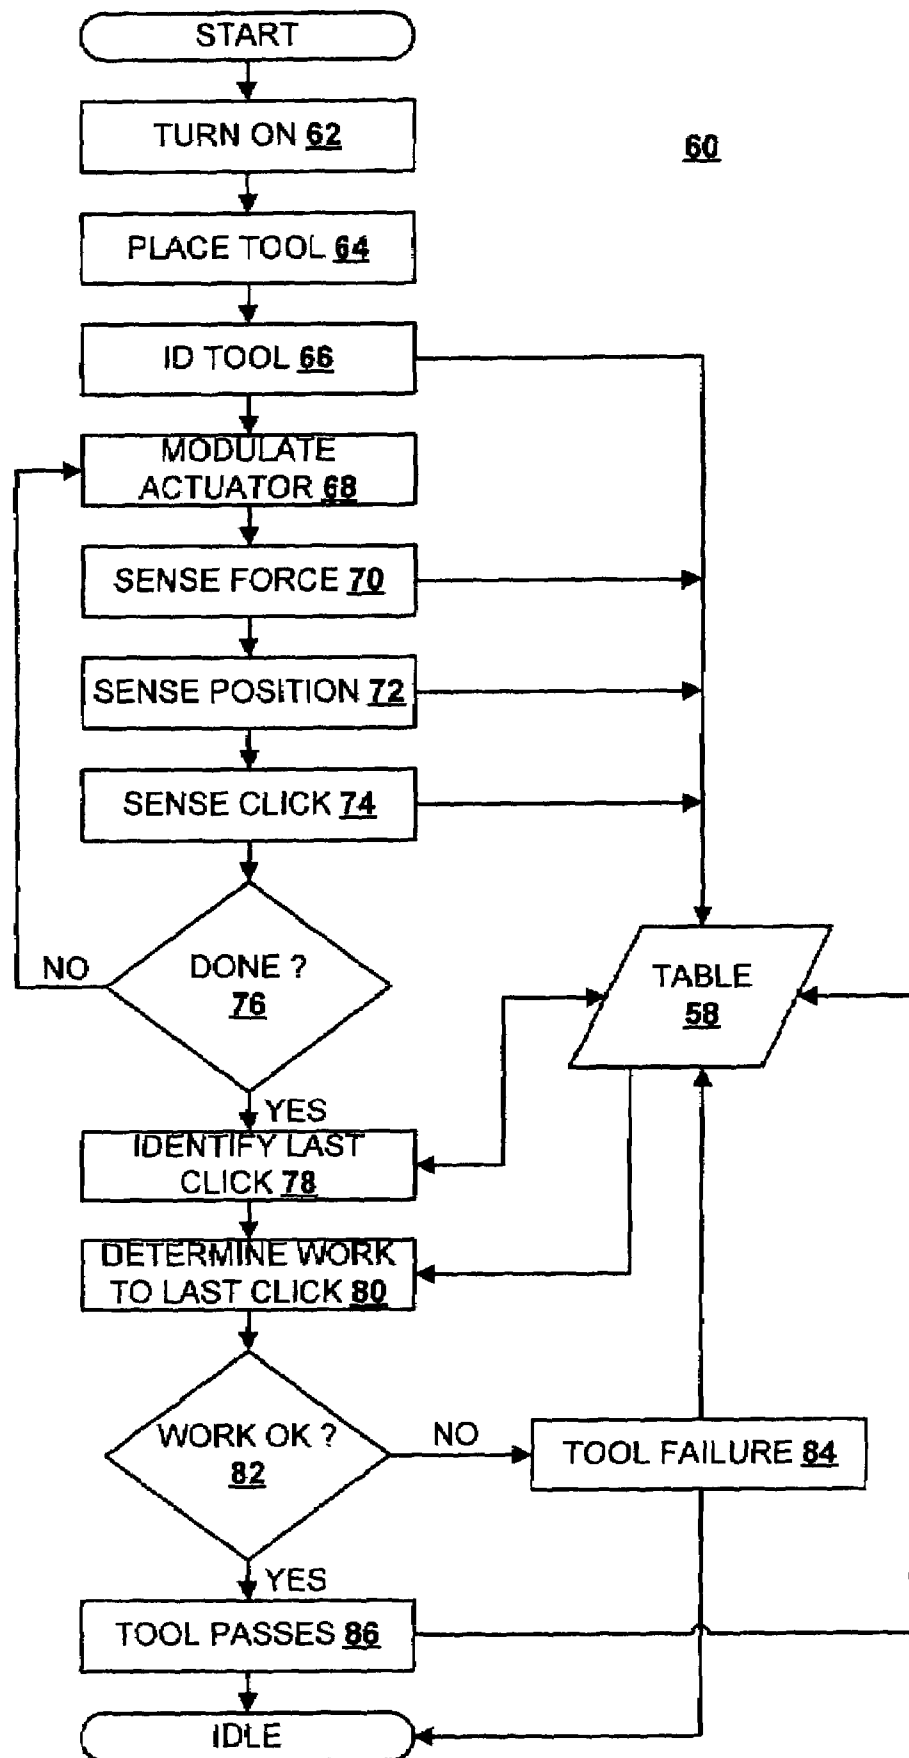 START
TURN ON 62
60
PLACE TOOL 64
ID TOOL 66
MODULATE
ACTUATOR 68
SENSE FORCE 70
SENSE POSITION 72
SENSE CLICK 74
NO
DONE ?
76
TABLE
58
YES
IDENTIFY LAST
CLICK 78
DETERMINE WORK
TO LAST CLICK 80
WORK OK ?
82
NO
TOOL FAILURE 84
YES
TOOL PASSES 86
IDLE